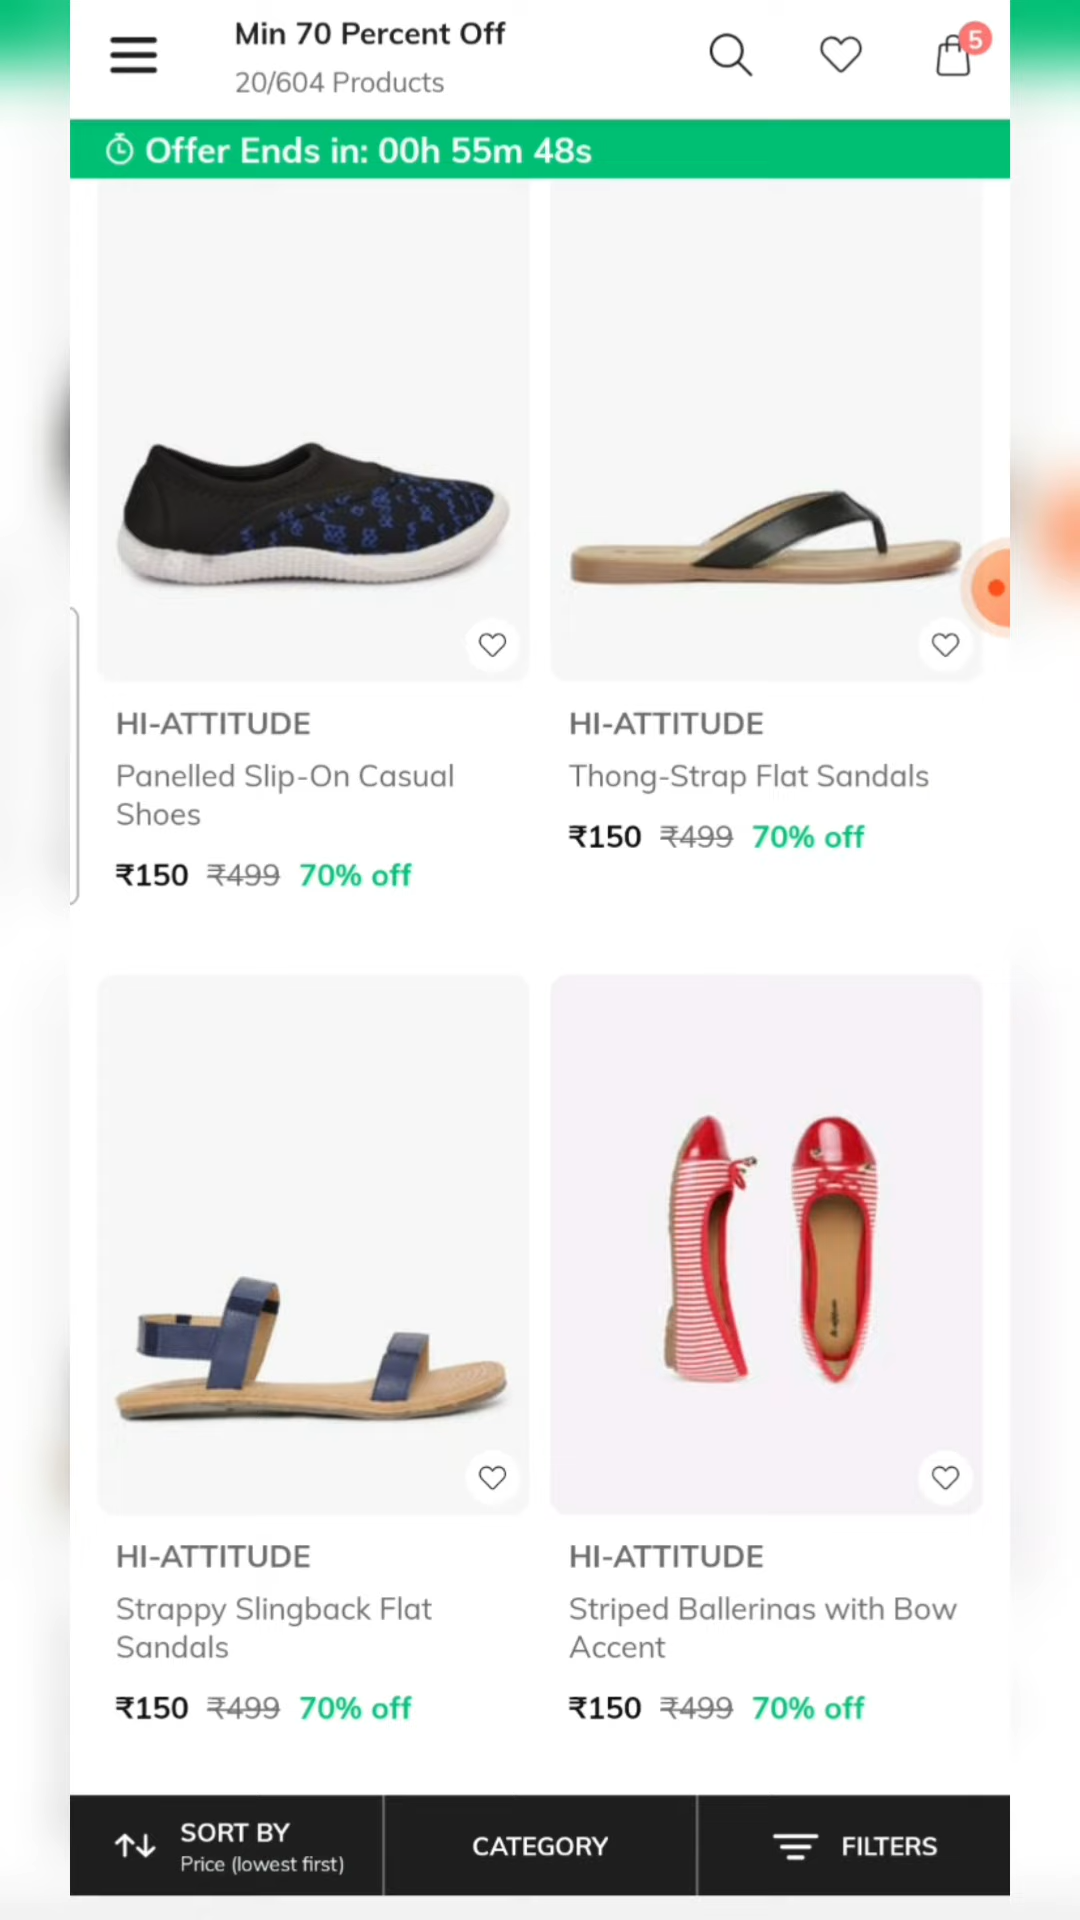 Min 70 Percent Off
20/604 Products
5
Offer Ends in: 00h 55m 48s
HI-ATTITUDE
Panelled Slip-On Casual
Shoes
₹150 ₹499 70% off
HI-ATTITUDE
Thong-Strap Flat Sandals
₹150 ₹499 70% off
HI-ATTITUDE
Strappy Slingback Flat
Sandals
₹150 ₹499 70% off
HI-ATTITUDE
Striped Ballerinas with Bow
Accent
₹150 ₹499 70% off
SORT BY
Price (lowest first)
CATEGORY
FILTERS